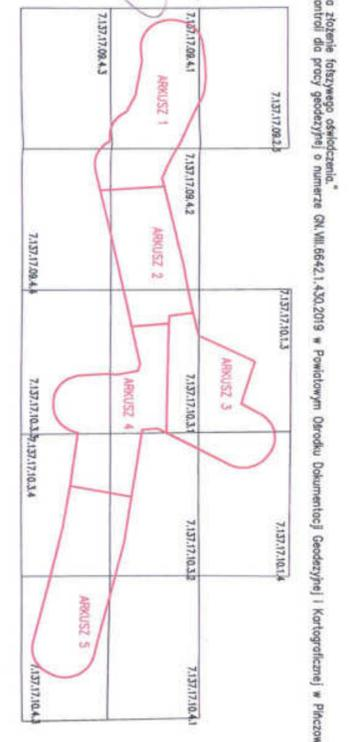 a złożenie fałszywego oświadczenia."
ontroli dla pracy geodezyjnej o numerze GN.VIII.6642.1.430.2019 w Powiatowym Ośrodku Dokumentacji Geodezyjnej i Kartograficznej w Pińczow
7.137.17.09.2.3
7.137.17.10.1.3
7.137.17.10.1.4
7.137.17.09.4.1
7.137.17.09.4.2
7.137.17.10.3.1
7.137.17.10.3.2
7.137.17.10.4.1
ARKUSZ 1
ARKUSZ 2
ARKUSZ 3
ARKUSZ 4
ARKUSZ 5
7.137.17.09.4.3
7.137.17.09.4.4
7.137.17.10.3.3
7.137.17.10.3.4
7.137.17.10.4.3